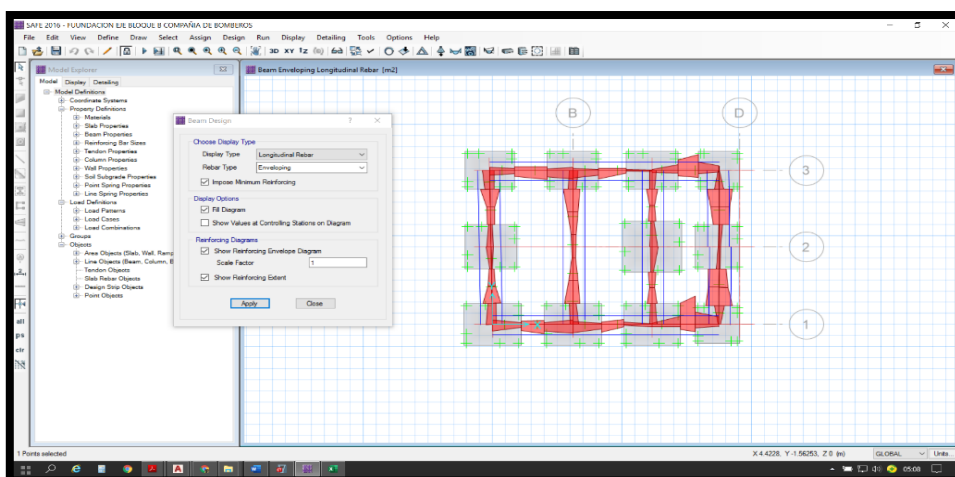 SAFE 2016 - FUUNDACION EJE BLOQUE B COMPAÑIA DE BOMBEROS
File Edit View Define Draw Select Assign Design Run Display Detailing Tools Options Help
3D XY
Model Explorer
Beam Enveloping Longitudinal Rebar [m2]
Model Display Detailing
Model Definitions
Coordinate Systems
Property Definitions
Materials
Slab Properties
Beam Properties
Reinforcing Bar Sizes
Tendon Properties
Column Properties
Wall Properties
Soil Subgrade Properties
Point Spring Properties
Line Spring Properties
Load Definitions
Load Patterns
Load Cases
Load Combinations
Groups
Objects
Area Objects (Slab, Wall, Ramp
Line Objects (Beam, Column, B
Tendon Objects
Slab Rebar Objects
Design Strip Objects
Point Objects
all
ps
clr
Beam Design
Choose Display Type
Display Type Longitudinal Rebar
Rebar Type Enveloping
Impose Minimum Reinforcing
Display Options
Fill Diagram
Show Values at Controlling Stations on Diagram
Reinforcing Diagrams
Show Reinforcing Envelope Diagram
Scale Factor 1
Show Reinforcing Extent
Apply Close
B D
3
2
1
1 Points selected
X 4.4228, Y -1.56253, Z 0 (m) GLOBAL Units...
05:08